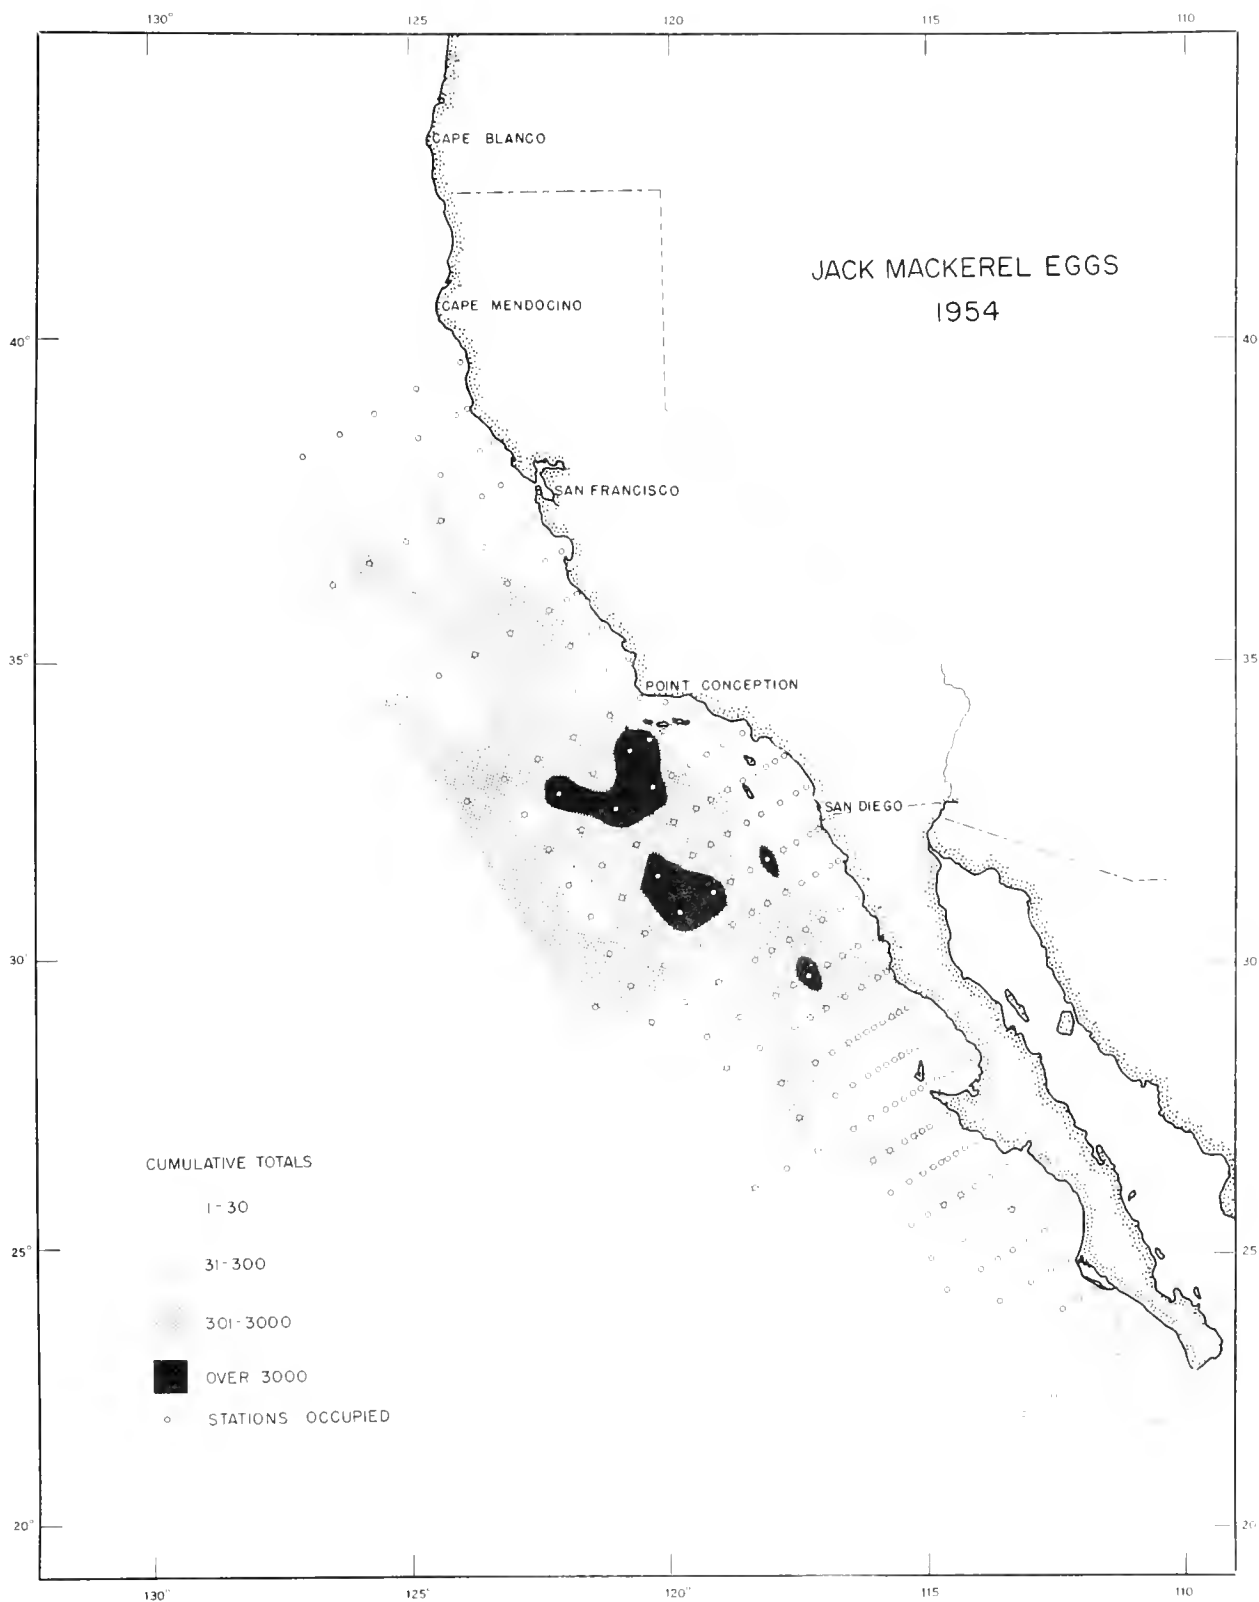 130° 125 120 115 110
CAPE BLANCO
JACK MACKEREL EGGS
1954
CAPE MENDOCINO
40° 40
SAN FRANCISCO
35° 35
POINT CONCEPTION
SAN DIEGO
30° 30
CUMULATIVE TOTALS
1-30
25° 25
31-300
301-3000
OVER 3000
STATIONS OCCUPIED
20° 20
130° 125° 120° 115 110